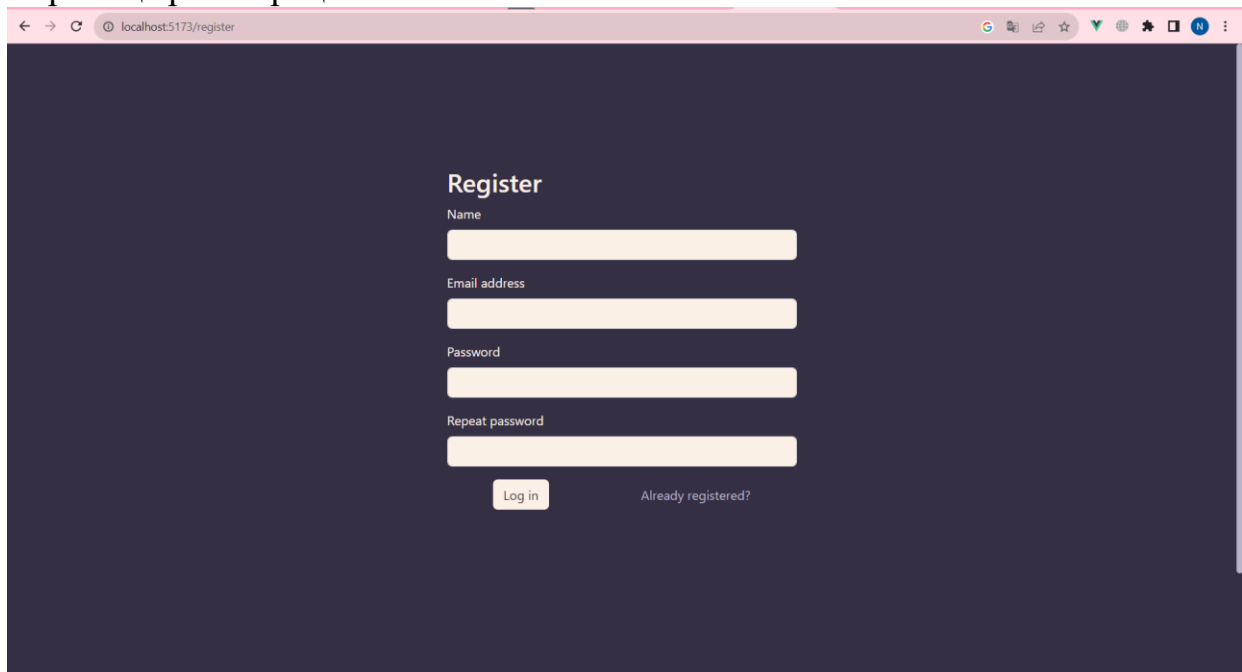 localhost:5173/register
G
N
Register
Name
Email address
Password
Repeat password
Log in
Already registered?